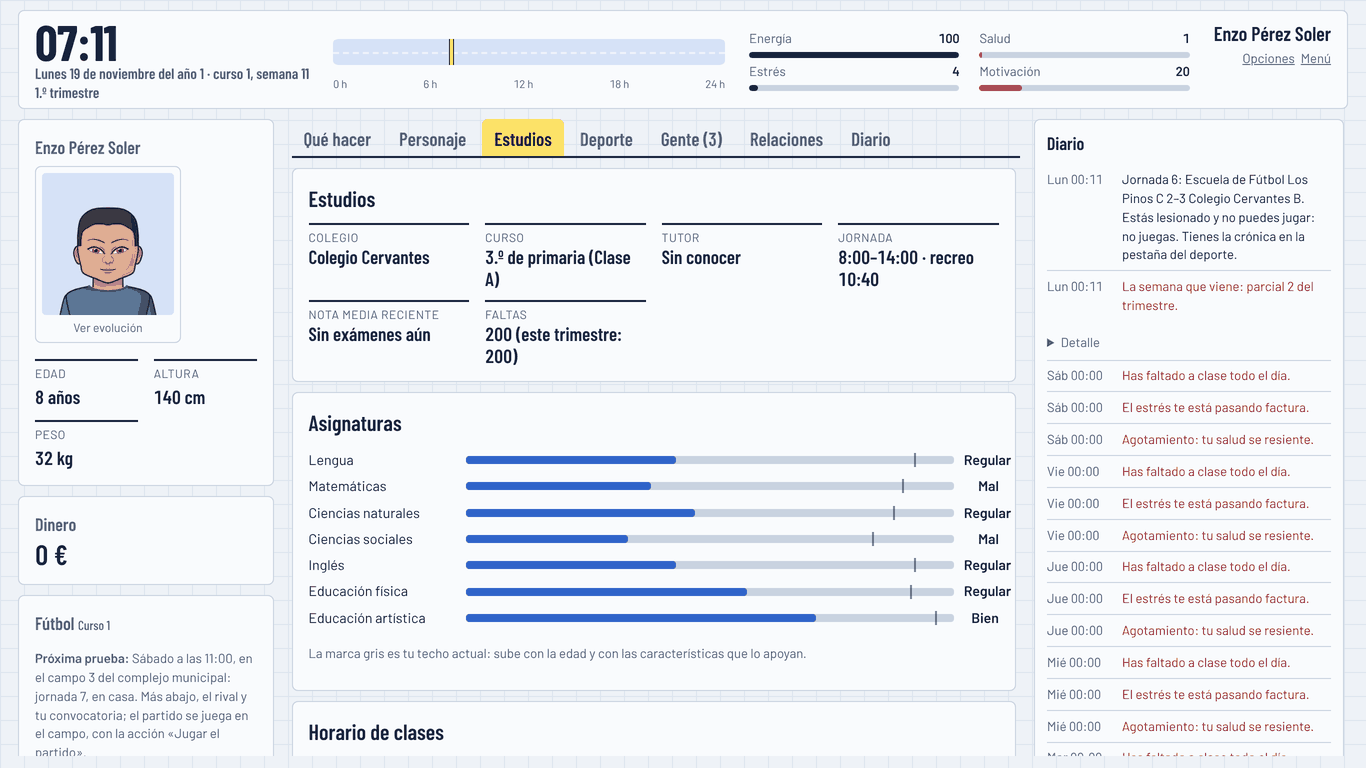 07:11
Lunes 19 de noviembre del año 1 · curso 1, semana 11
1.º trimestre
0 h 6 h 12 h 18 h 24 h
Energía 100
Estrés 4
Salud 1
Motivación 20
Enzo Pérez Soler
Opciones Menú
Enzo Pérez Soler
Ver evolución
EDAD
8 años
ALTURA
140 cm
PESO
32 kg
Dinero
0 €
Fútbol Curso 1
Próxima prueba: Sábado a las 11:00, en
el campo 3 del complejo municipal:
jornada 7, en casa. Más abajo, el rival y
tu convocatoria; el partido se juega en
el campo, con la acción «Jugar el
partido».
Qué hacer Personaje Estudios Deporte Gente (3) Relaciones Diario
Estudios
COLEGIO
Colegio Cervantes
CURSO
3.º de primaria (Clase
A)
TUTOR
Sin conocer
JORNADA
8:00–14:00 · recreo
10:40
NOTA MEDIA RECIENTE
Sin exámenes aún
FALTAS
200 (este trimestre:
200)
Asignaturas
Lengua Regular
Matemáticas Mal
Ciencias naturales Regular
Ciencias sociales Mal
Inglés Regular
Educación física Regular
Educación artística Bien
La marca gris es tu techo actual: sube con la edad y con las características que lo apoyan.
Horario de clases
Diario
Lun 00:11 Jornada 6: Escuela de Fútbol Los
Pinos C 2–3 Colegio Cervantes B.
Estás lesionado y no puedes jugar:
no juegas. Tienes la crónica en la
pestaña del deporte.
Lun 00:11 La semana que viene: parcial 2 del
trimestre.
▶ Detalle
Sáb 00:00 Has faltado a clase todo el día.
Sáb 00:00 El estrés te está pasando factura.
Sáb 00:00 Agotamiento: tu salud se resiente.
Vie 00:00 Has faltado a clase todo el día.
Vie 00:00 El estrés te está pasando factura.
Vie 00:00 Agotamiento: tu salud se resiente.
Jue 00:00 Has faltado a clase todo el día.
Jue 00:00 El estrés te está pasando factura.
Jue 00:00 Agotamiento: tu salud se resiente.
Mié 00:00 Has faltado a clase todo el día.
Mié 00:00 El estrés te está pasando factura.
Mié 00:00 Agotamiento: tu salud se resiente.
Mar 00:00 Has faltado a clase todo el día.